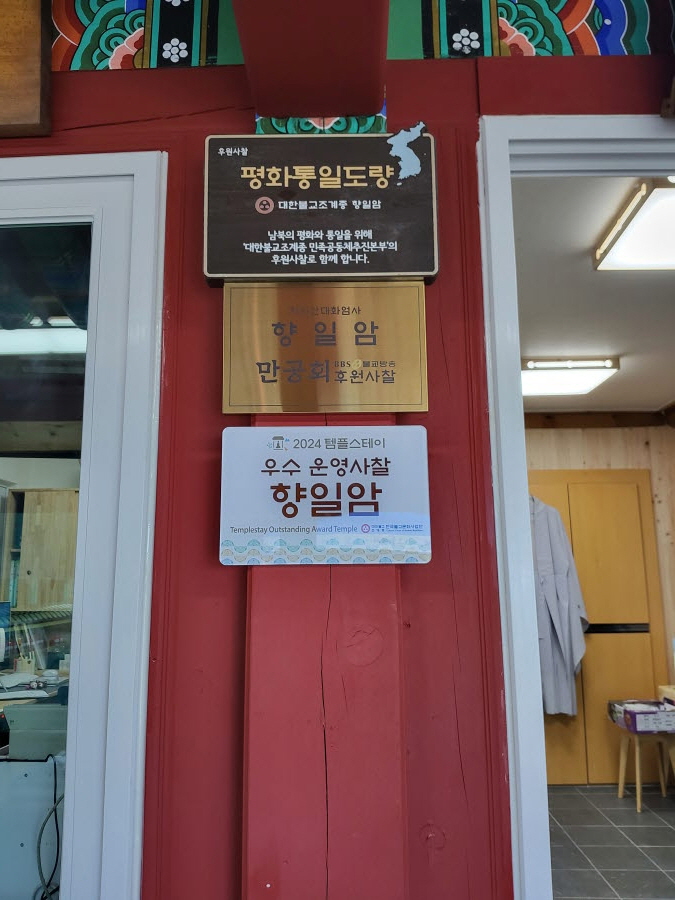 우원사찰
평화통일도량
대한불교조계종 향일암
남북의 평화와 통일을 위해
'대한불교조계종 민족공동체추진본부'의
우원사찰로 함께 합니다.
향일암
만공회 BBS 불교방송
후원사찰
2024 템플스테이
우수 운영사찰
향일암
Templestay Outstanding Award Temple